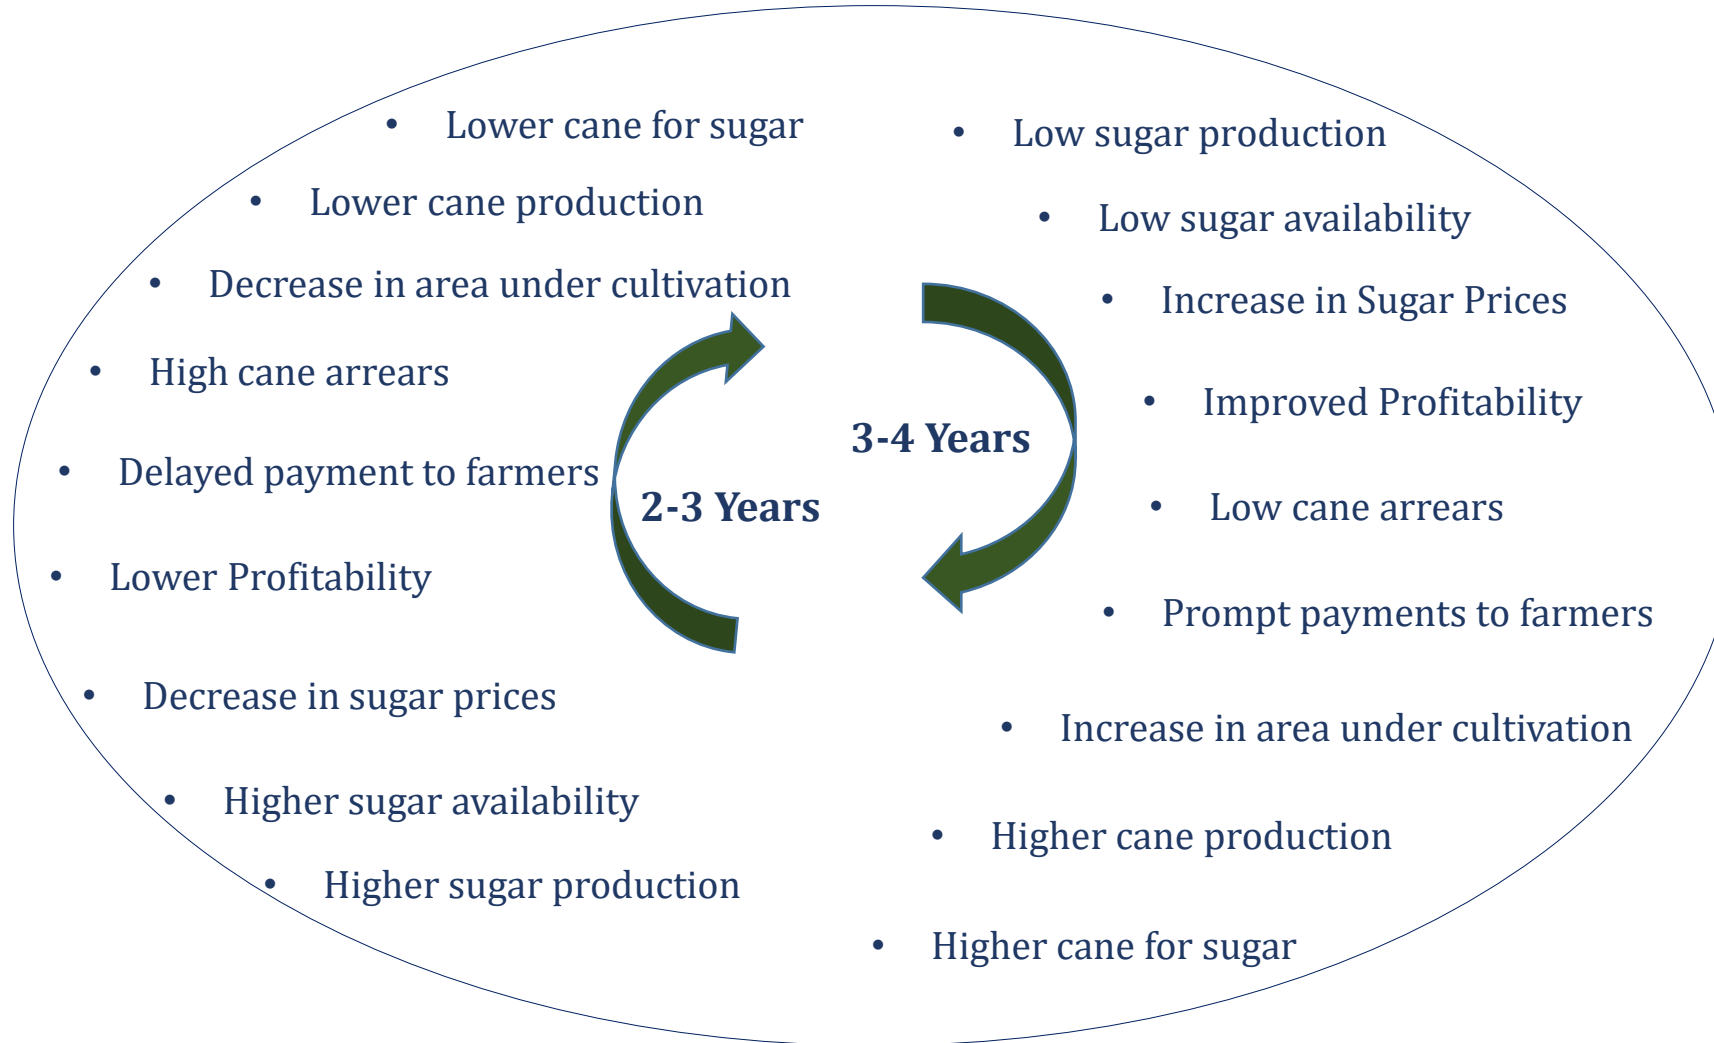 • Lower cane for sugar
• Lower cane production
• Decrease in area under cultivation
• High cane arrears
• Delayed payment to farmers
• Lower Profitability
• Decrease in sugar prices
• Higher sugar availability
• Higher sugar production
2-3 Years
3-4 Years
• Low sugar production
• Low sugar availability
• Increase in Sugar Prices
• Improved Profitability
• Low cane arrears
• Prompt payments to farmers
• Increase in area under cultivation
• Higher cane production
• Higher cane for sugar